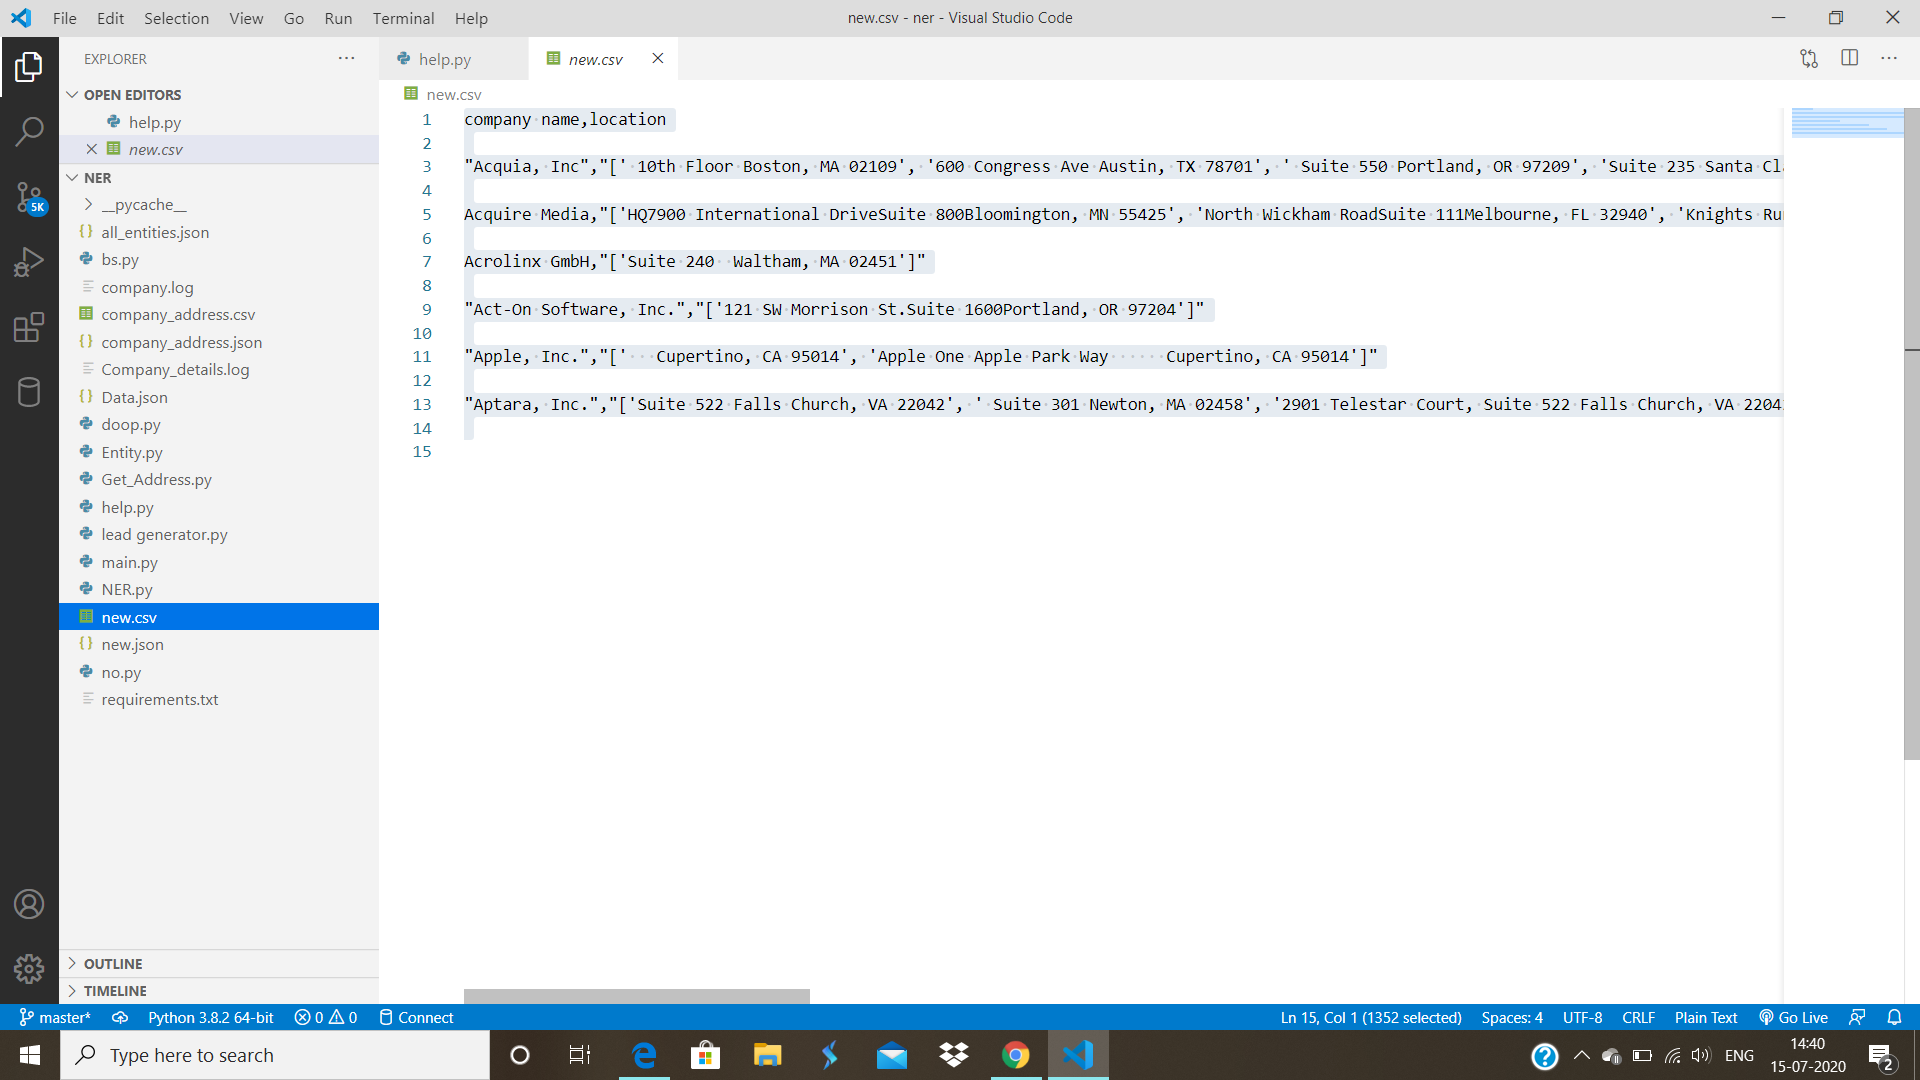 File Edit Selection View Go Run Terminal Help
new.csv - ner - Visual Studio Code
EXPLORER
OPEN EDITORS
help.py
new.csv
NER
__pycache__
all_entities.json
bs.py
company.log
company_address.csv
company_address.json
Company_details.log
Data.json
doop.py
Entity.py
Get_Address.py
help.py
lead generator.py
main.py
NER.py
new.csv
new.json
no.py
requirements.txt
OUTLINE
TIMELINE
5K
help.py new.csv
new.csv
1 company name,location
2
3 "Acquia, Inc","[' 10th Floor Boston, MA 02109', '600 Congress Ave Austin, TX 78701', ' Suite 550 Portland, OR 97209', 'Suite 235 Santa Cl
4
5 Acquire Media,"['HQ7900 International DriveSuite 800Bloomington, MN 55425', 'North Wickham RoadSuite 111Melbourne, FL 32940', 'Knights Ru
6
7 Acrolinx GmbH,"['Suite 240  Waltham, MA 02451']"
8
9 "Act-On Software, Inc.","['121 SW Morrison St.Suite 1600Portland, OR 97204']"
10
11 "Apple, Inc.","['   Cupertino, CA 95014', 'Apple One Apple Park Way      Cupertino, CA 95014']"
12
13 "Aptara, Inc.","['Suite 522 Falls Church, VA 22042', ' Suite 301 Newton, MA 02458', '2901 Telestar Court, Suite 522 Falls Church, VA 2204
14
15
master* Python 3.8.2 64-bit 0 0 Connect
Ln 15, Col 1 (1352 selected) Spaces: 4 UTF-8 CRLF Plain Text Go Live
Type here to search
ENG
14:40
15-07-2020
2